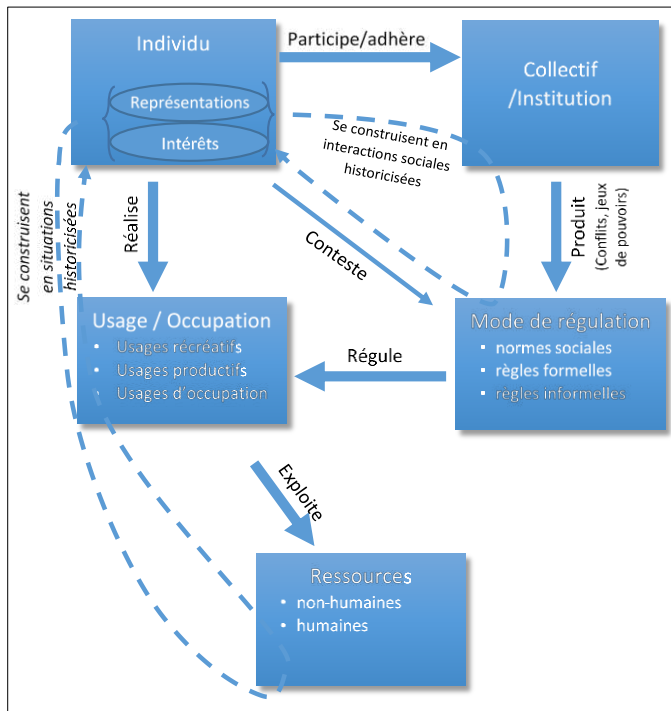 Individu
Représentations
Intérêts
Participe/adhère
Collectif
/Institution
Se construisent en
interactions sociales
historicisées
Se construisent
en situations
historicisées
Réalise
Conteste
Produit
(Conflits, jeux
de pouvoirs)
Usage / Occupation
• Usages récréatifs
• Usages productifs
• Usages d'occupation
Régule
Mode de régulation
▪ normes sociales
▪ règles formelles
▪ règles informelles
Exploite
Ressources
• non-humaines
• humaines